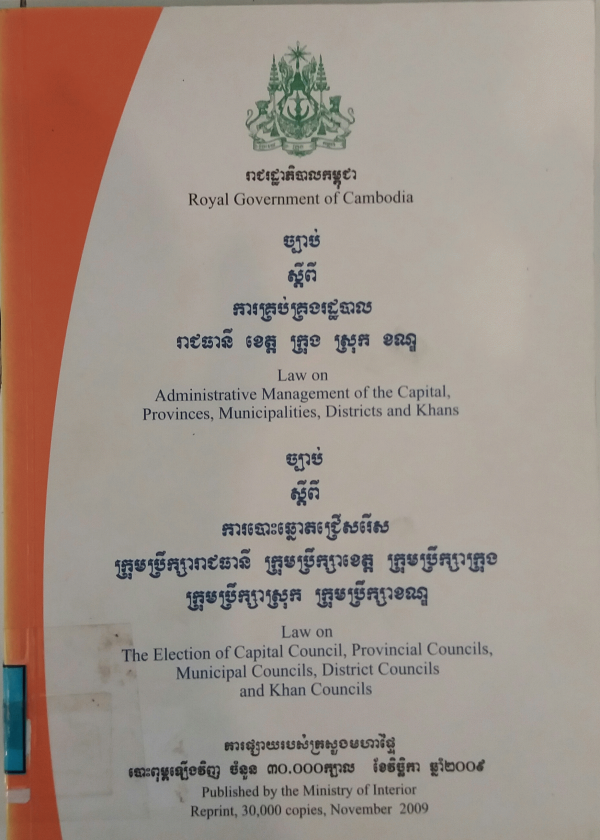 រាជរដ្ឋាភិបាលកម្ពុជា
Royal Government of Cambodia
ច្បាប់
ស្តីពី
ការគ្រប់គ្រងរដ្ឋបាល
រាជធានី ខេត្ត ក្រុង ស្រុក ខណ្ឌ
Law on
Administrative Management of the Capital,
Provinces, Municipalities, Districts and Khans
ច្បាប់
ស្តីពី
ការបោះឆ្នោតជ្រើសរើស
ក្រុមប្រឹក្សារាជធានី ក្រុមប្រឹក្សាខេត្ត ក្រុមប្រឹក្សាក្រុង
ក្រុមប្រឹក្សាស្រុក ក្រុមប្រឹក្សាខណ្ឌ
Law on
The Election of Capital Council, Provincial Councils,
Municipal Councils, District Councils
and Khan Councils
ការផ្សាយរបស់ក្រសួងមហាផ្ទៃ
បោះពុម្ពឡើងវិញ ចំនួន ៣០.០០០ក្បាល ខែវិច្ឆិកា ឆ្នាំ២០០៩
Published by the Ministry of Interior
Reprint, 30,000 copies, November 2009